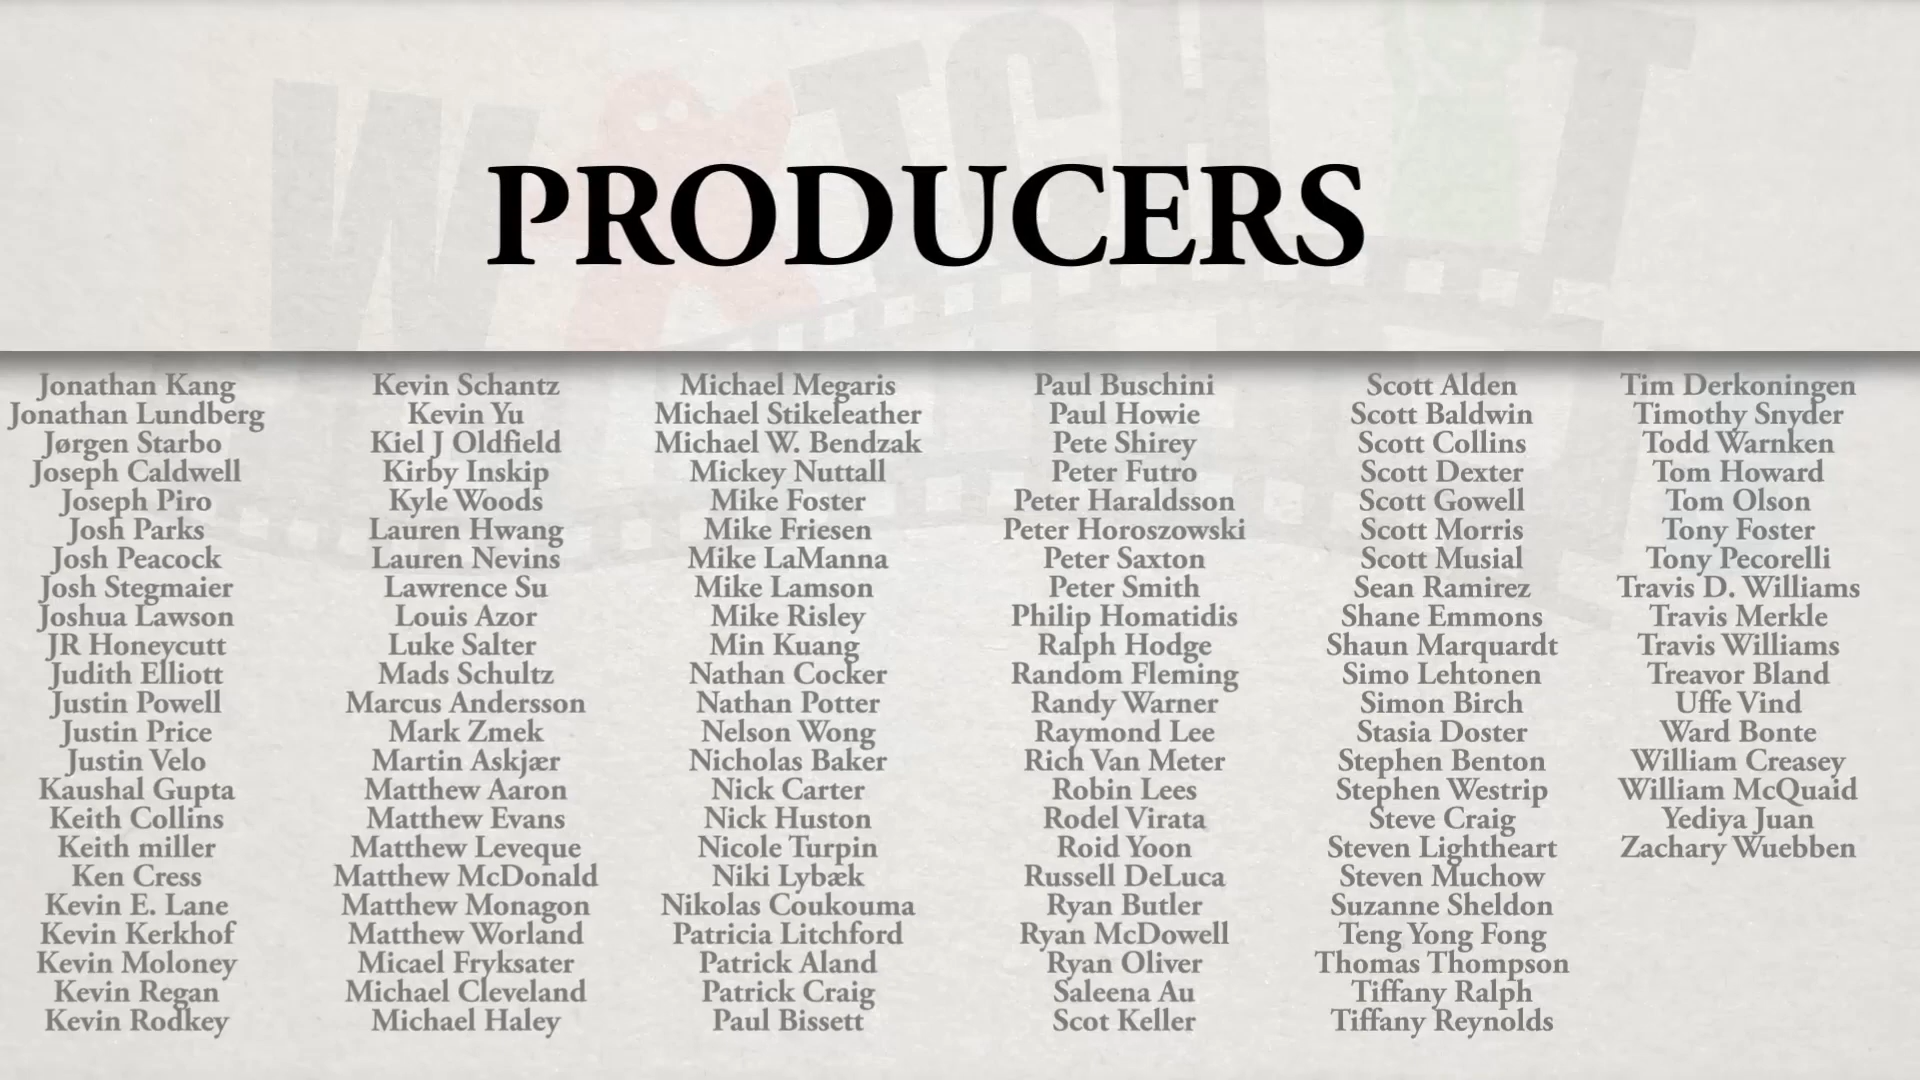 WATCH IT
PRODUCERS
Jonathan Kang
Jonathan Lundberg
Jørgen Starbo
Joseph Caldwell
Joseph Piro
Josh Parks
Josh Peacock
Josh Stegmaier
Joshua Lawson
JR Honeycutt
Judith Elliott
Justin Powell
Justin Price
Justin Velo
Kaushal Gupta
Keith Collins
Keith miller
Ken Cress
Kevin E. Lane
Kevin Kerkhof
Kevin Moloney
Kevin Regan
Kevin Rodkey
Kevin Schantz
Kevin Yu
Kiel J Oldfield
Kirby Inskip
Kyle Woods
Lauren Hwang
Lauren Nevins
Lawrence Su
Louis Azor
Luke Salter
Mads Schultz
Marcus Andersson
Mark Zmek
Martin Askjær
Matthew Aaron
Matthew Evans
Matthew Leveque
Matthew McDonald
Matthew Monagon
Matthew Worland
Micael Fryksater
Michael Cleveland
Michael Haley
Michael Megaris
Michael Stikeleather
Michael W. Bendzak
Mickey Nuttall
Mike Foster
Mike Friesen
Mike LaManna
Mike Lamson
Mike Risley
Min Kuang
Nathan Cocker
Nathan Potter
Nelson Wong
Nicholas Baker
Nick Carter
Nick Huston
Nicole Turpin
Niki Lybæk
Nikolas Coukouma
Patricia Litchford
Patrick Aland
Patrick Craig
Paul Bissett
Paul Buschini
Paul Howie
Pete Shirey
Peter Futro
Peter Haraldsson
Peter Horoszowski
Peter Saxton
Peter Smith
Philip Homatidis
Ralph Hodge
Random Fleming
Randy Warner
Raymond Lee
Rich Van Meter
Robin Lees
Rodel Virata
Roid Yoon
Russell DeLuca
Ryan Butler
Ryan McDowell
Ryan Oliver
Saleena Au
Scot Keller
Scott Alden
Scott Baldwin
Scott Collins
Scott Dexter
Scott Gowell
Scott Morris
Scott Musial
Sean Ramirez
Shane Emmons
Shaun Marquardt
Simo Lehtonen
Simon Birch
Stasia Doster
Stephen Benton
Stephen Westrip
Steve Craig
Steven Lightheart
Steven Muchow
Suzanne Sheldon
Teng Yong Fong
Thomas Thompson
Tiffany Ralph
Tiffany Reynolds
Tim Derkoningen
Timothy Snyder
Todd Warnken
Tom Howard
Tom Olson
Tony Foster
Tony Pecorelli
Travis D. Williams
Travis Merkle
Travis Williams
Treavor Bland
Uffe Vind
Ward Bonte
William Creasey
William McQuaid
Yediya Juan
Zachary Wuebben